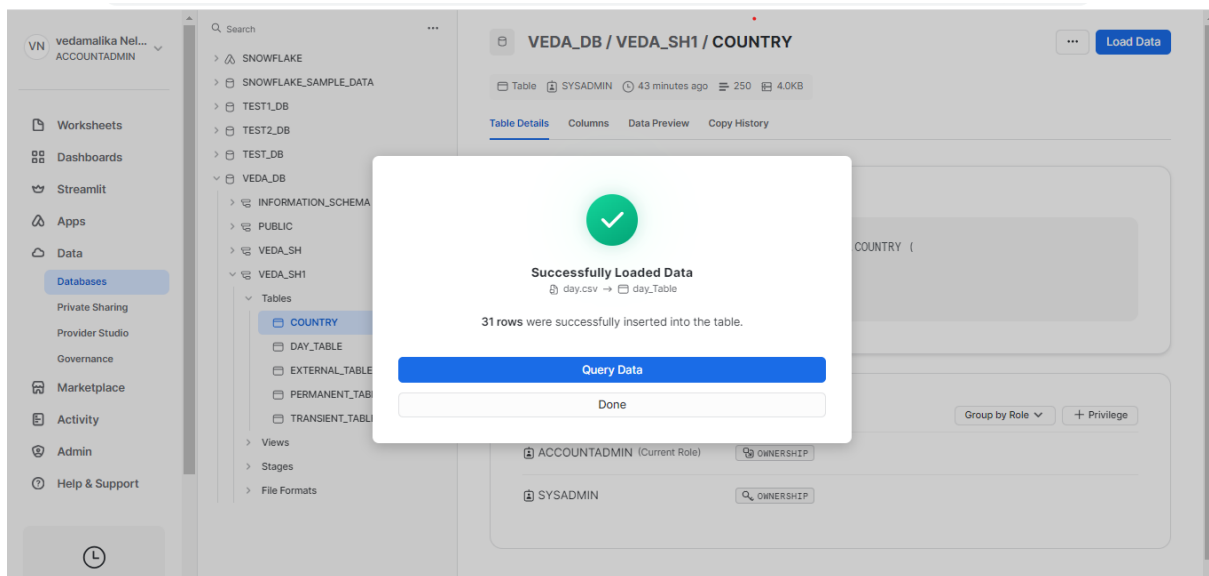 VN
vedamalika Nel...
ACCOUNTADMIN
Worksheets
Dashboards
Streamlit
Apps
Data
Databases
Private Sharing
Provider Studio
Governance
Marketplace
Activity
Admin
Help & Support
Search
...
SNOWFLAKE
SNOWFLAKE_SAMPLE_DATA
TEST1_DB
TEST2_DB
TEST_DB
VEDA_DB
INFORMATION_SCHEMA
PUBLIC
VEDA_SH
VEDA_SH1
Tables
COUNTRY
DAY_TABLE
EXTERNAL_TABLE
PERMANENT_TAB
TRANSIENT_TABL
Views
Stages
File Formats
VEDA_DB / VEDA_SH1 / COUNTRY
...
Load Data
Table SYSADMIN 43 minutes ago 250 4.0KB
Table Details Columns Data Preview Copy History
COUNTRY (
Successfully Loaded Data
day.csv → day_Table
31 rows were successfully inserted into the table.
Query Data
Done
Group by Role + Privilege
ACCOUNTADMIN (Current Role) OWNERSHIP
SYSADMIN OWNERSHIP